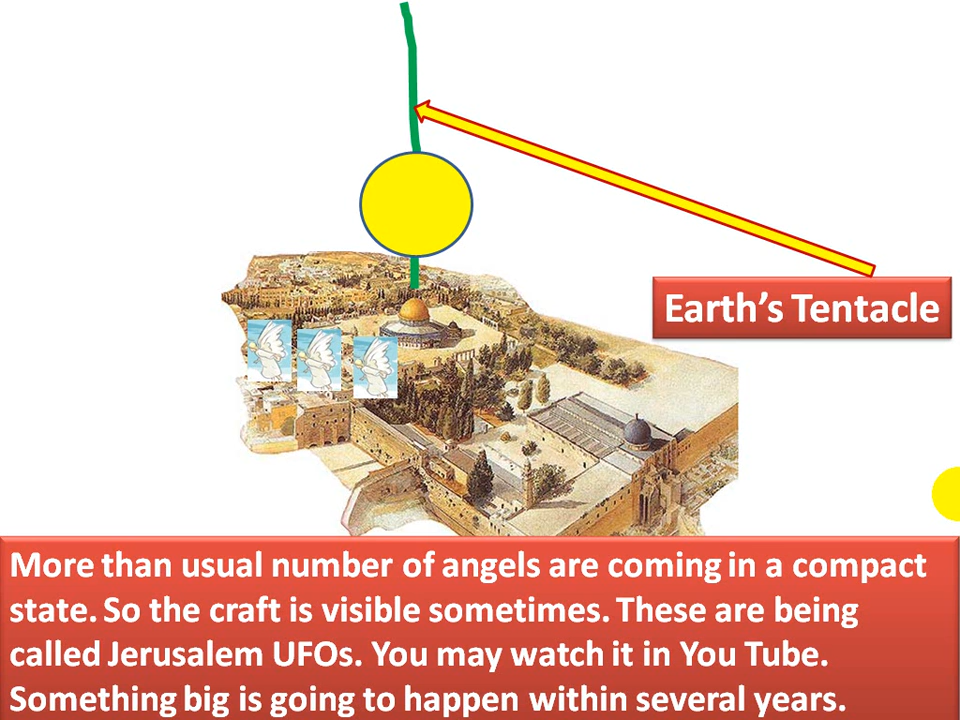 Earth's Tentacle
More than usual number of angels are coming in a compact
state. So the craft is visible sometimes. These are being
called Jerusalem UFOs. You may watch it in You Tube.
Something big is going to happen within several years.